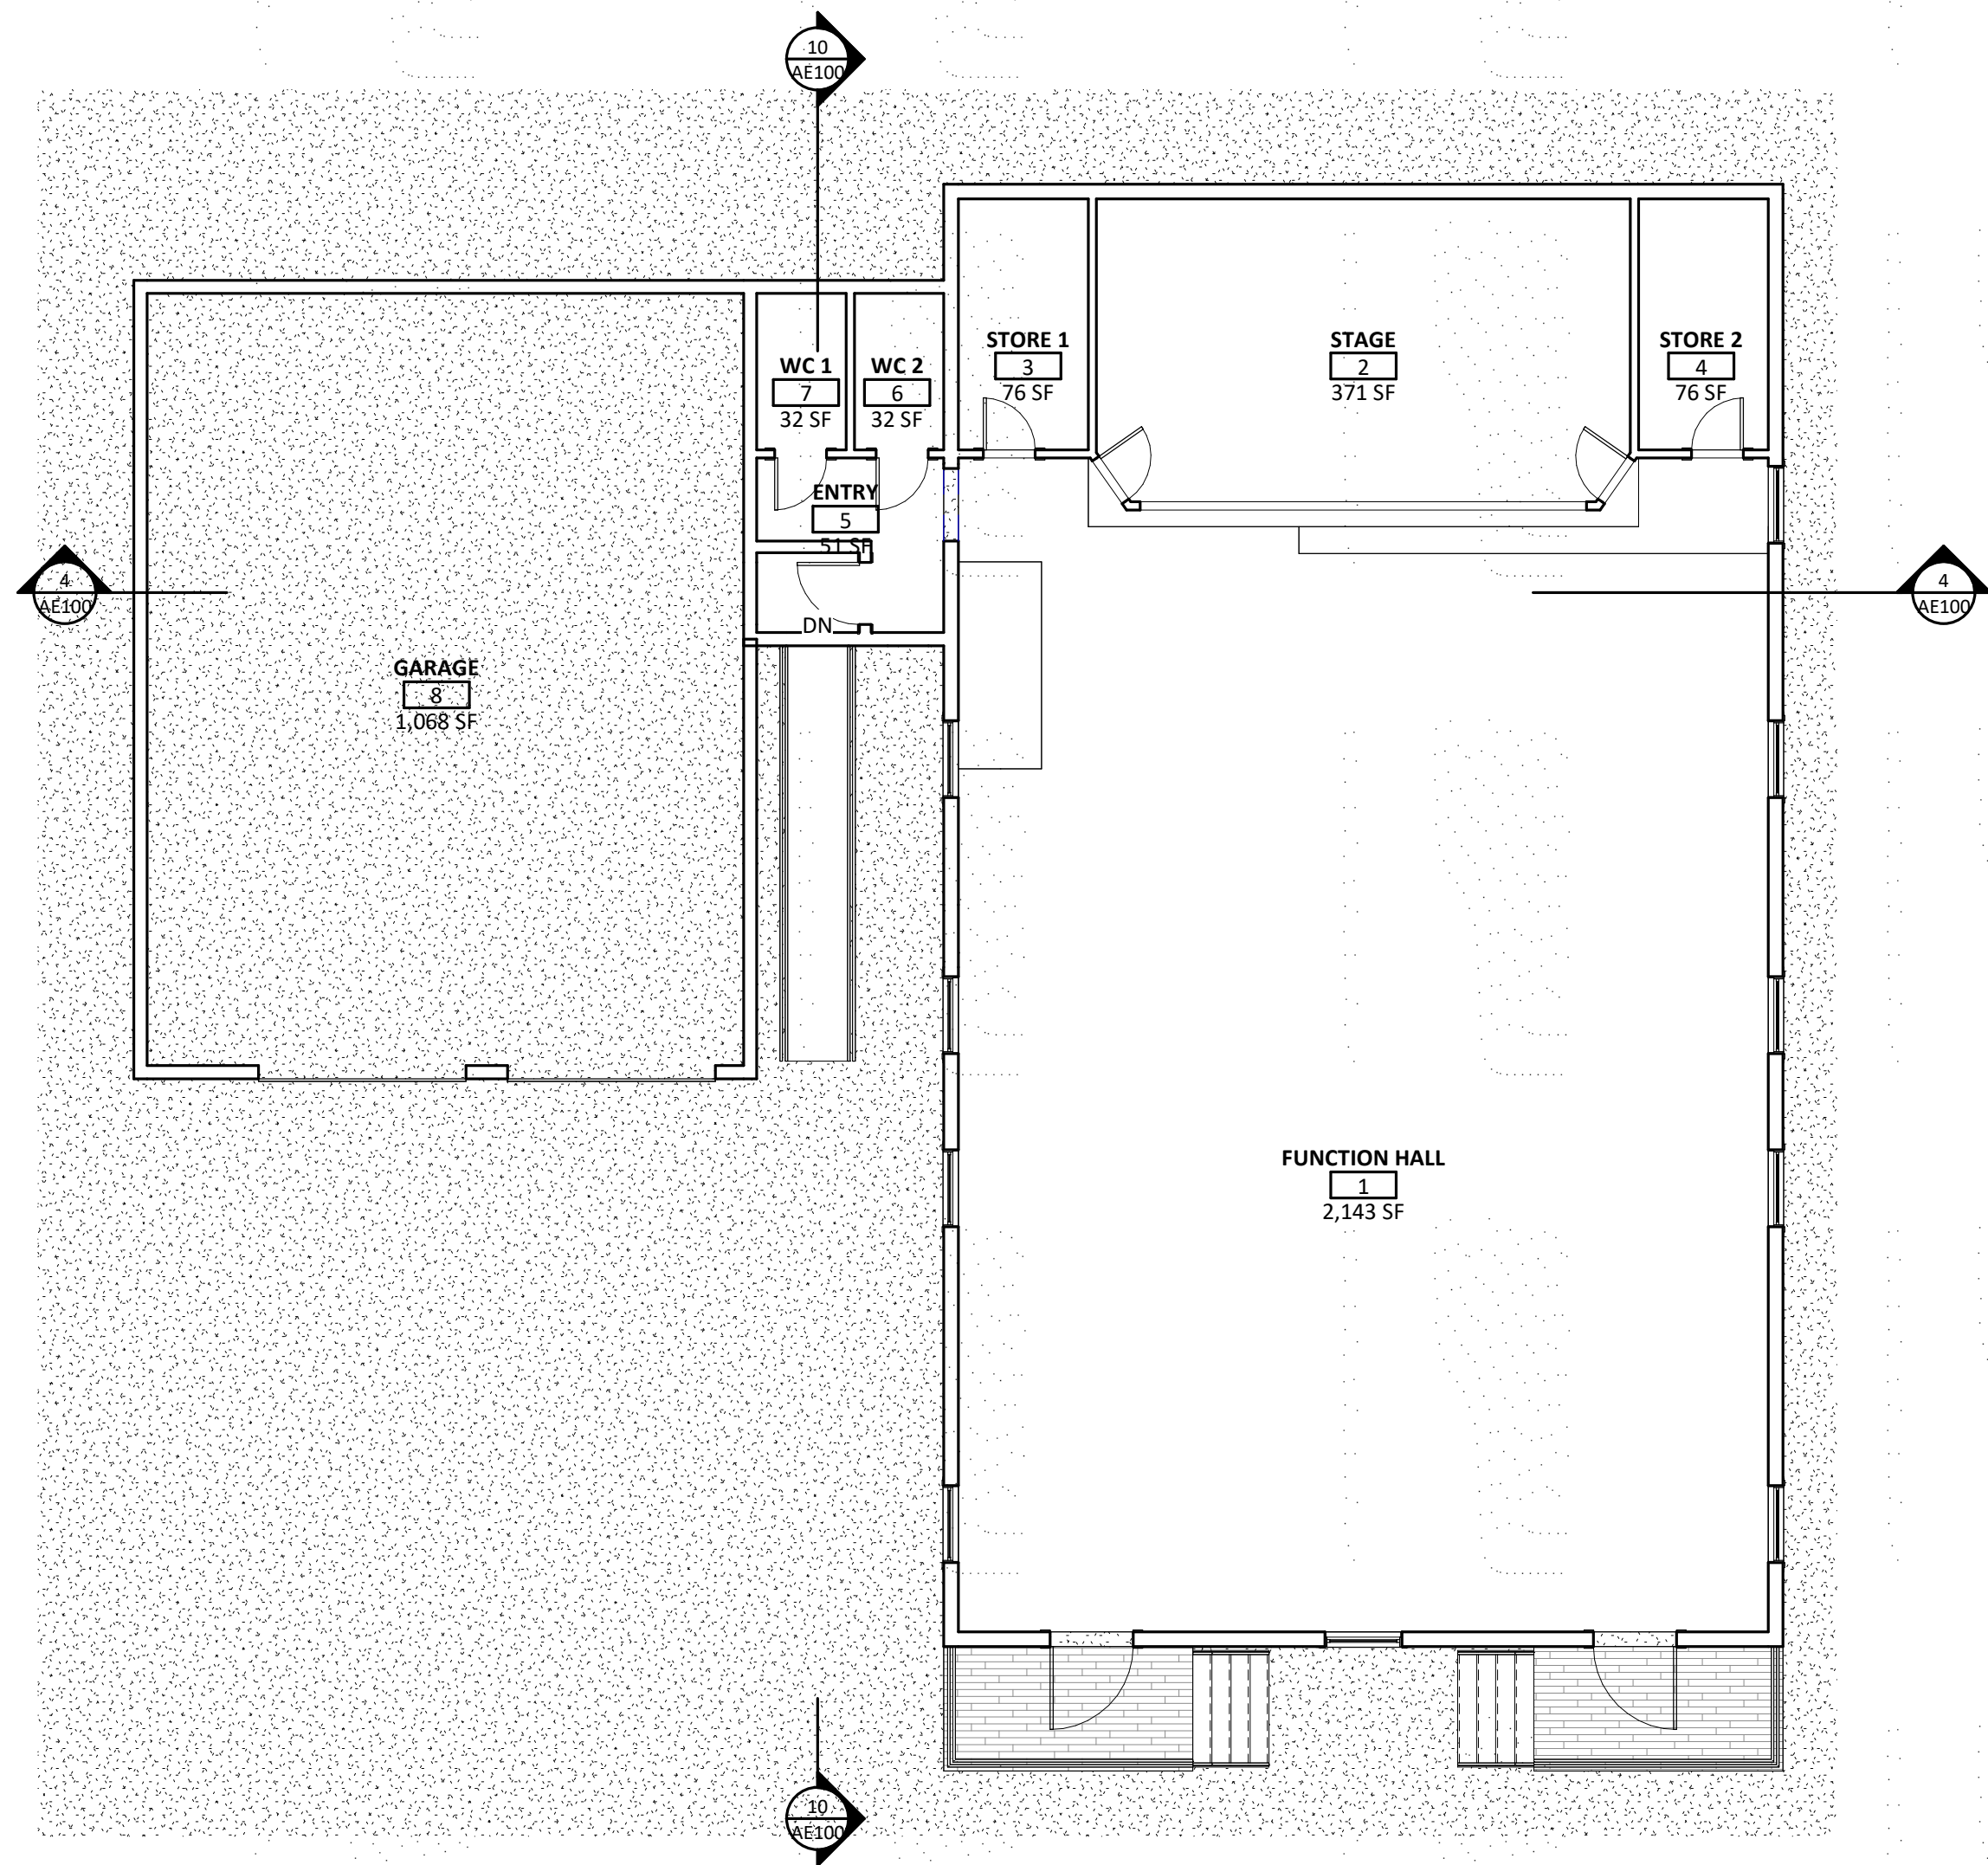 10
AE100
STORE 1
3
76 SF
STAGE
2
371 SF
STORE 2
4
76 SF
WC 1
7
32 SF
WC 2
6
32 SF
ENTRY
5
51 SF
4
AE100
4
AE100
DN
GARAGE
8
1,068 SF
FUNCTION HALL
1
2,143 SF
10
AE100